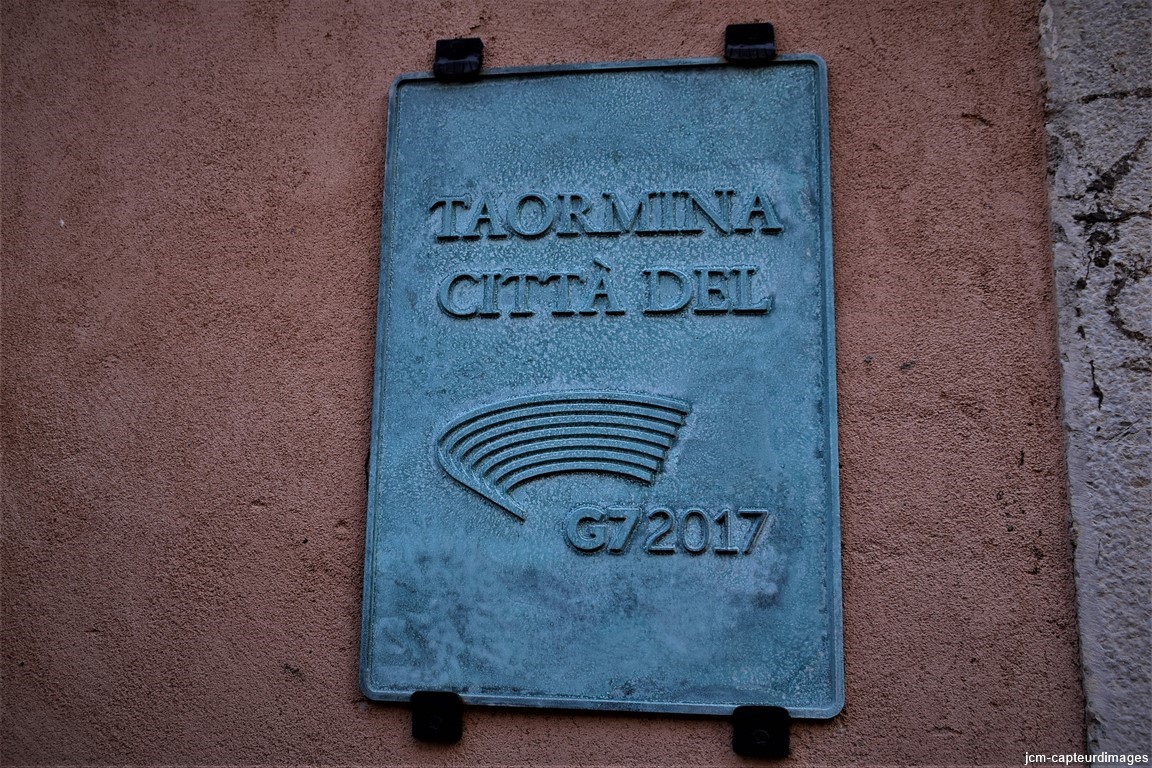 TAORMINA
CITTÀ DEL
G7 2017
jcm-capteurdimages